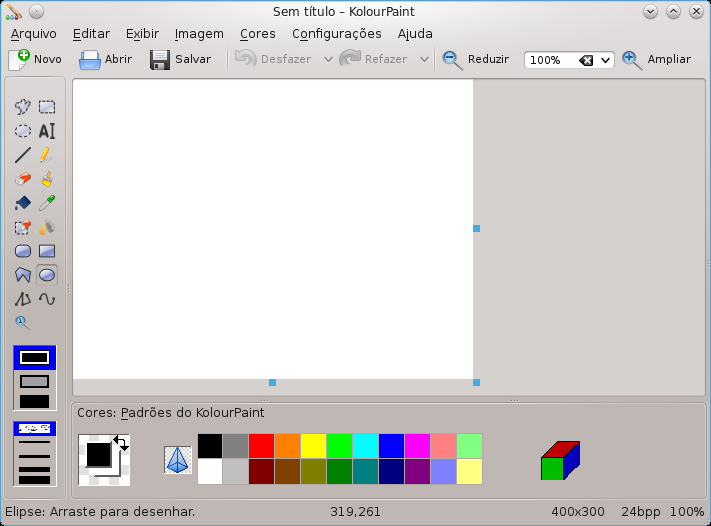 Sem título – KolourPaint
Arquivo Editar Exibir Imagem Cores Configurações Ajuda
Novo Abrir Salvar Desfazer Refazer Reduzir 100% Ampliar
AI
Cores: Padrões do KolourPaint
Elipse: Arraste para desenhar. 319,261 400x300 24bpp 100%